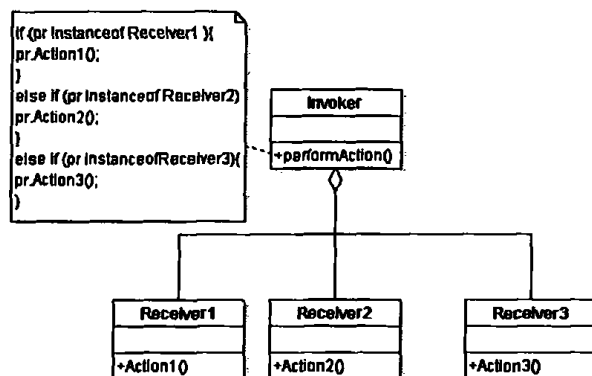 if (pr instanceof Receiver1 ){
pr.Action1();
}
else if (pr instanceof Receiver2)
pr.Action2();
}
else if (pr instanceofReceiver3){
pr.Action3();
}
Invoker
+performAction()
Receiver1
+Action1()
Receiver2
+Action2()
Receiver3
+Action3()